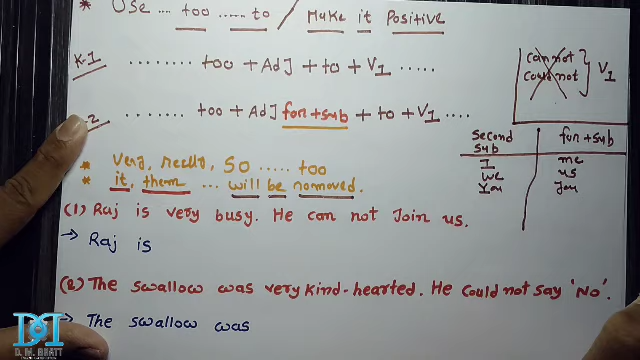 * Use .... too ...... to / Make it Positive
K-1 ......... too + Adj + to + V1 .....
-2 ........ too + Adj for + sub + to + V1 ....
can not
could not } V1
Second Sub | for + sub
I | me
We | us
You | you
* Very, really, so ..... too
* it, them ... will be removed.
(1) Raj is very busy. He can not Join us.
→ Raj is
(2) The swallow was very kind-hearted. He could not say 'No'.
→ The swallow was
D. M. BHATT